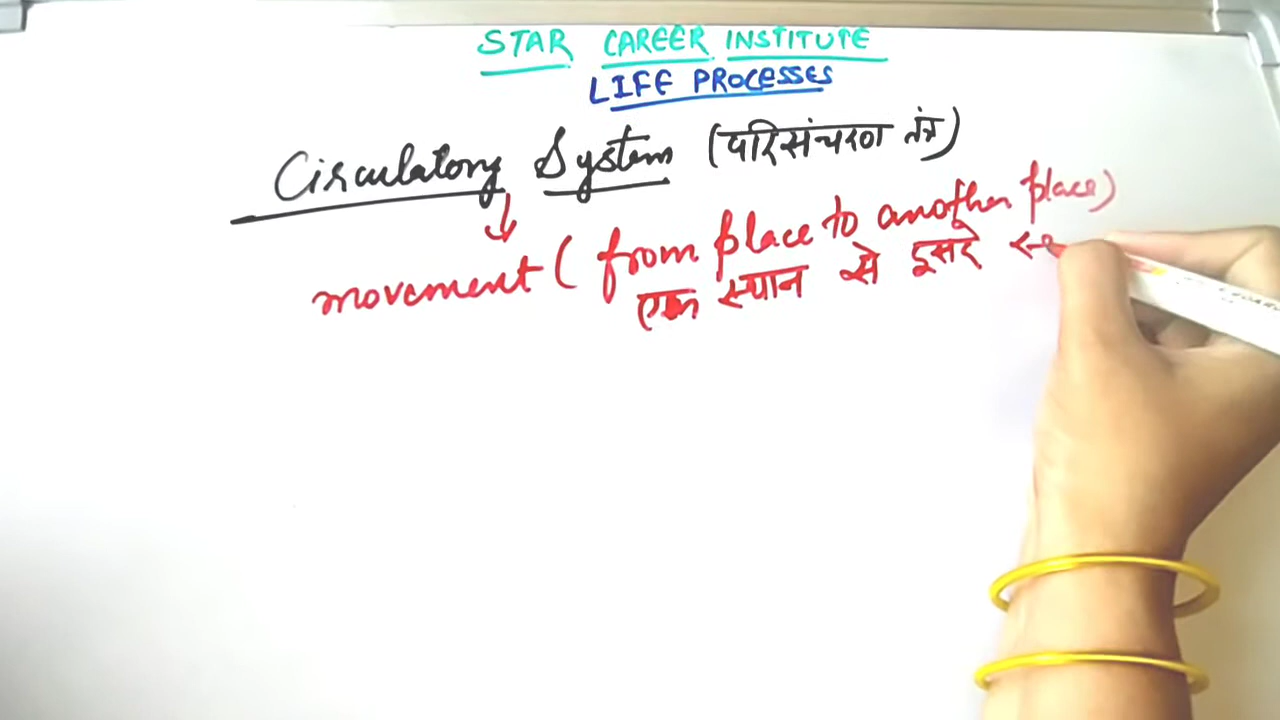 STAR CAREER INSTITUTE
LIFE PROCESSES
Circulatory System (परिसंचरण तंत्र)
movement (from place to another place)
एक स्थान से दूसरे